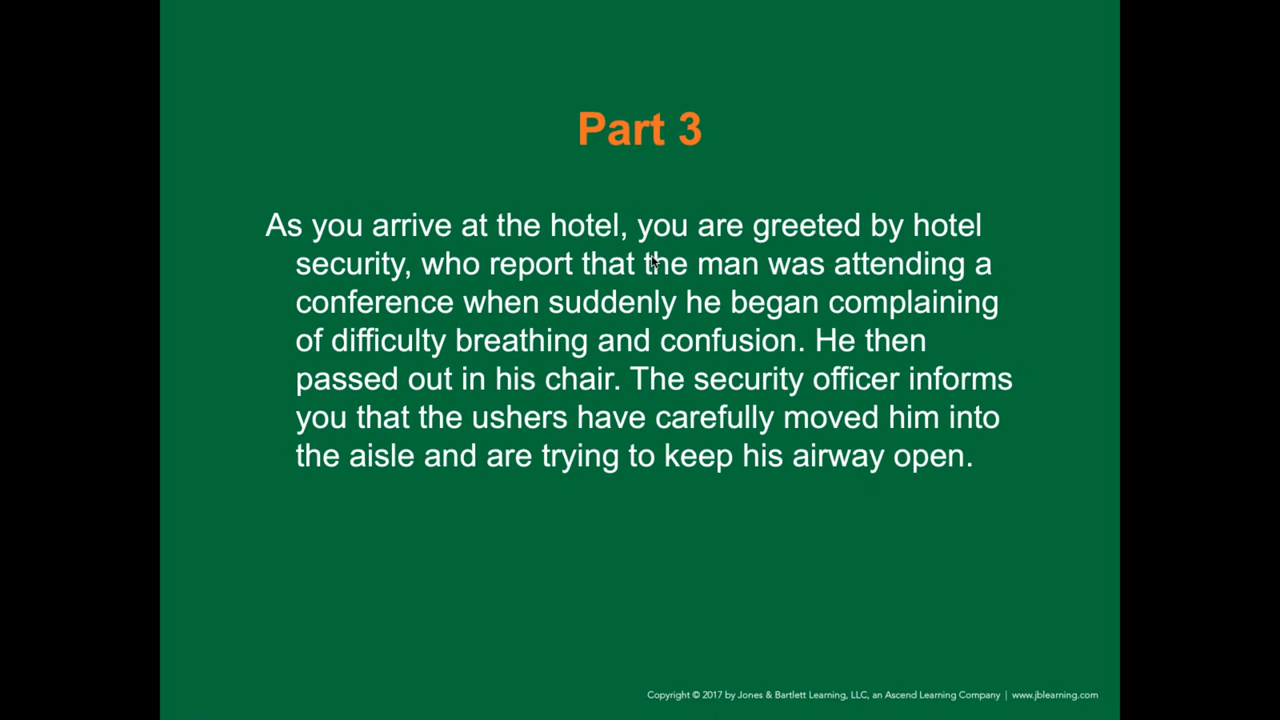 Part 3
As you arrive at the hotel, you are greeted by hotel
security, who report that the man was attending a
conference when suddenly he began complaining
of difficulty breathing and confusion. He then
passed out in his chair. The security officer informs
you that the ushers have carefully moved him into
the aisle and are trying to keep his airway open.
Copyright © 2017 by Jones & Bartlett Learning, LLC, an Ascend Learning Company | www.jblearning.com